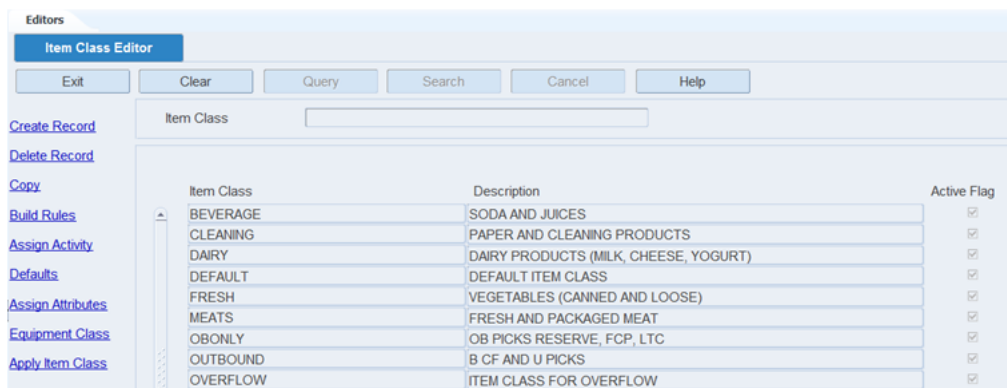 Editors
Item Class Editor
Exit Clear Query Search Cancel Help
Item Class
Create Record
Delete Record
Copy
Build Rules
Assign Activity
Defaults
Assign Attributes
Equipment Class
Apply Item Class
Item Class Description Active Flag
BEVERAGE SODA AND JUICES
CLEANING PAPER AND CLEANING PRODUCTS
DAIRY DAIRY PRODUCTS (MILK, CHEESE, YOGURT)
DEFAULT DEFAULT ITEM CLASS
FRESH VEGETABLES (CANNED AND LOOSE)
MEATS FRESH AND PACKAGED MEAT
OBONLY OB PICKS RESERVE, FCP, LTC
OUTBOUND B CF AND U PICKS
OVERFLOW ITEM CLASS FOR OVERFLOW